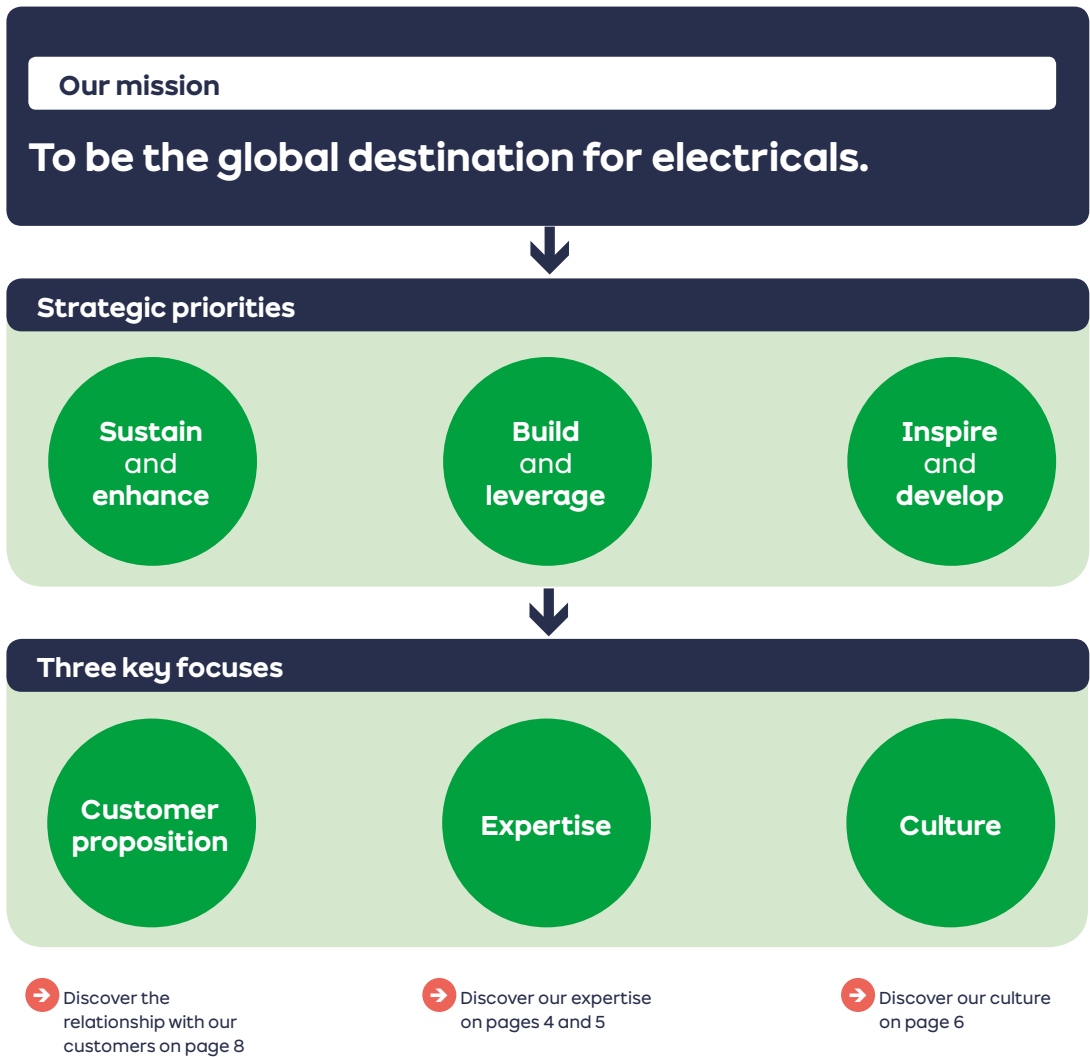 Our mission
To be the global destination for electricals.
Strategic priorities
Sustain
and
enhance
Build
and
leverage
Inspire
and
develop
Three key focuses
Customer
proposition
Expertise
Culture
Discover the
relationship with our
customers on page 8
Discover our expertise
on pages 4 and 5
Discover our culture
on page 6